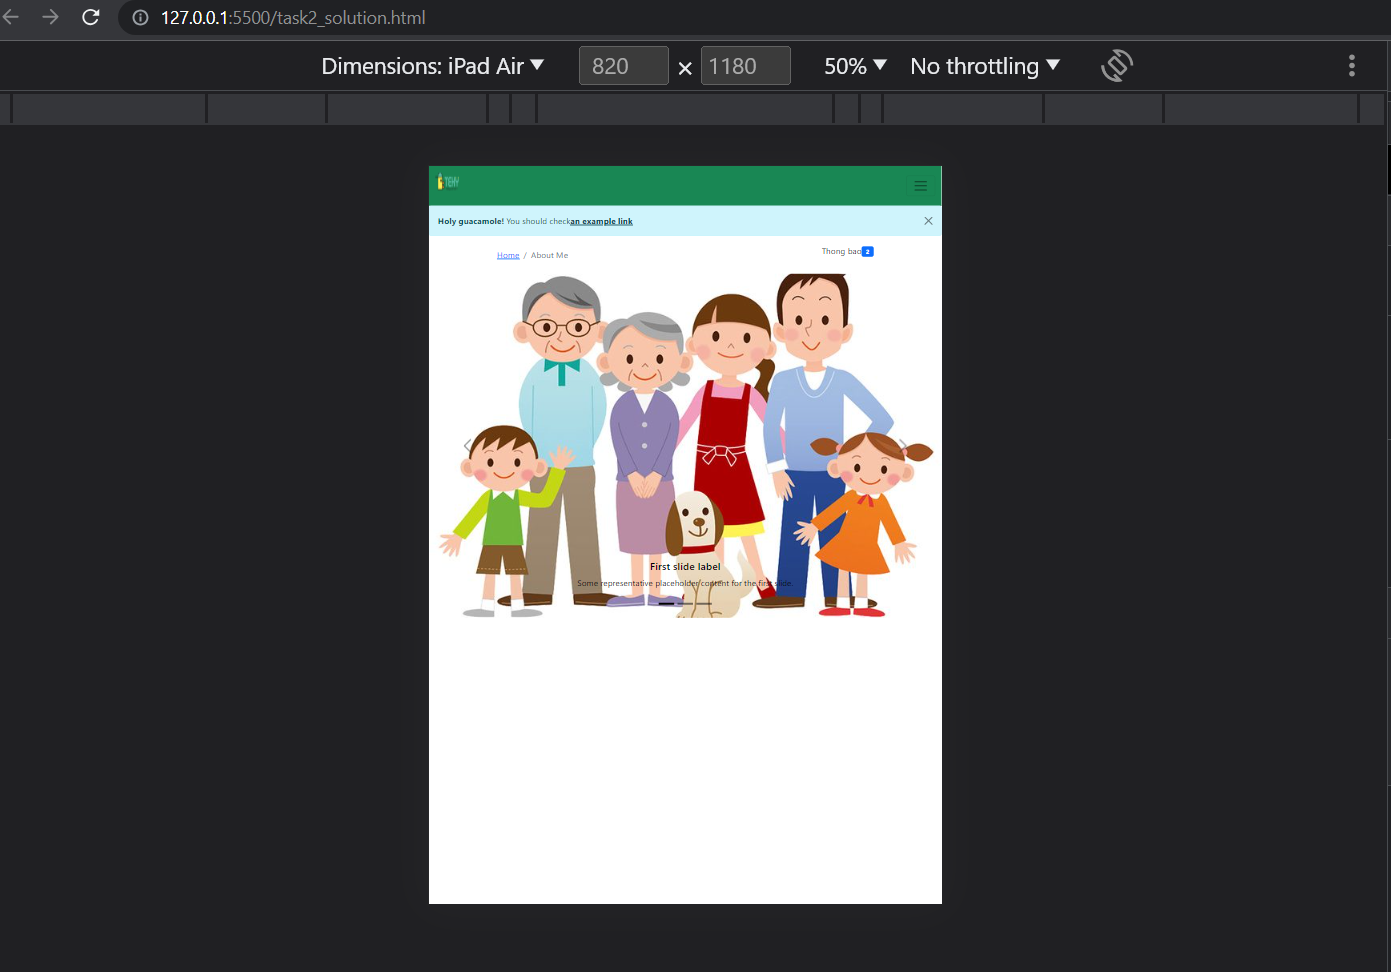 127.0.0.1:5500/task2_solution.html
Dimensions: iPad Air 820 × 1180 50% No throttling
TEKY
Holy guacamole! You should checkan example link
Home / About Me
Thong bao 2
First slide label
Some representative placeholder content for the first slide.